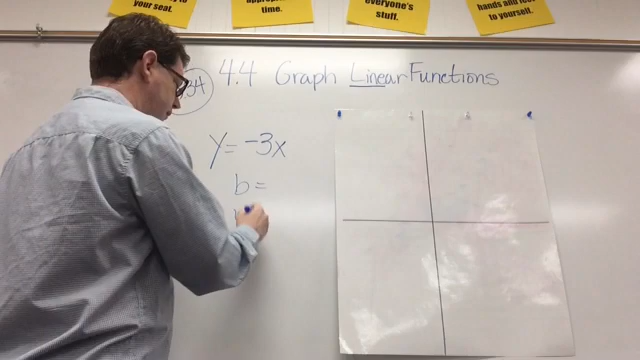 your seat.
time.
everyone's
stuff.
hands and feet
to yourself.
4.4 Graph Linear Functions
y = -3x
b =